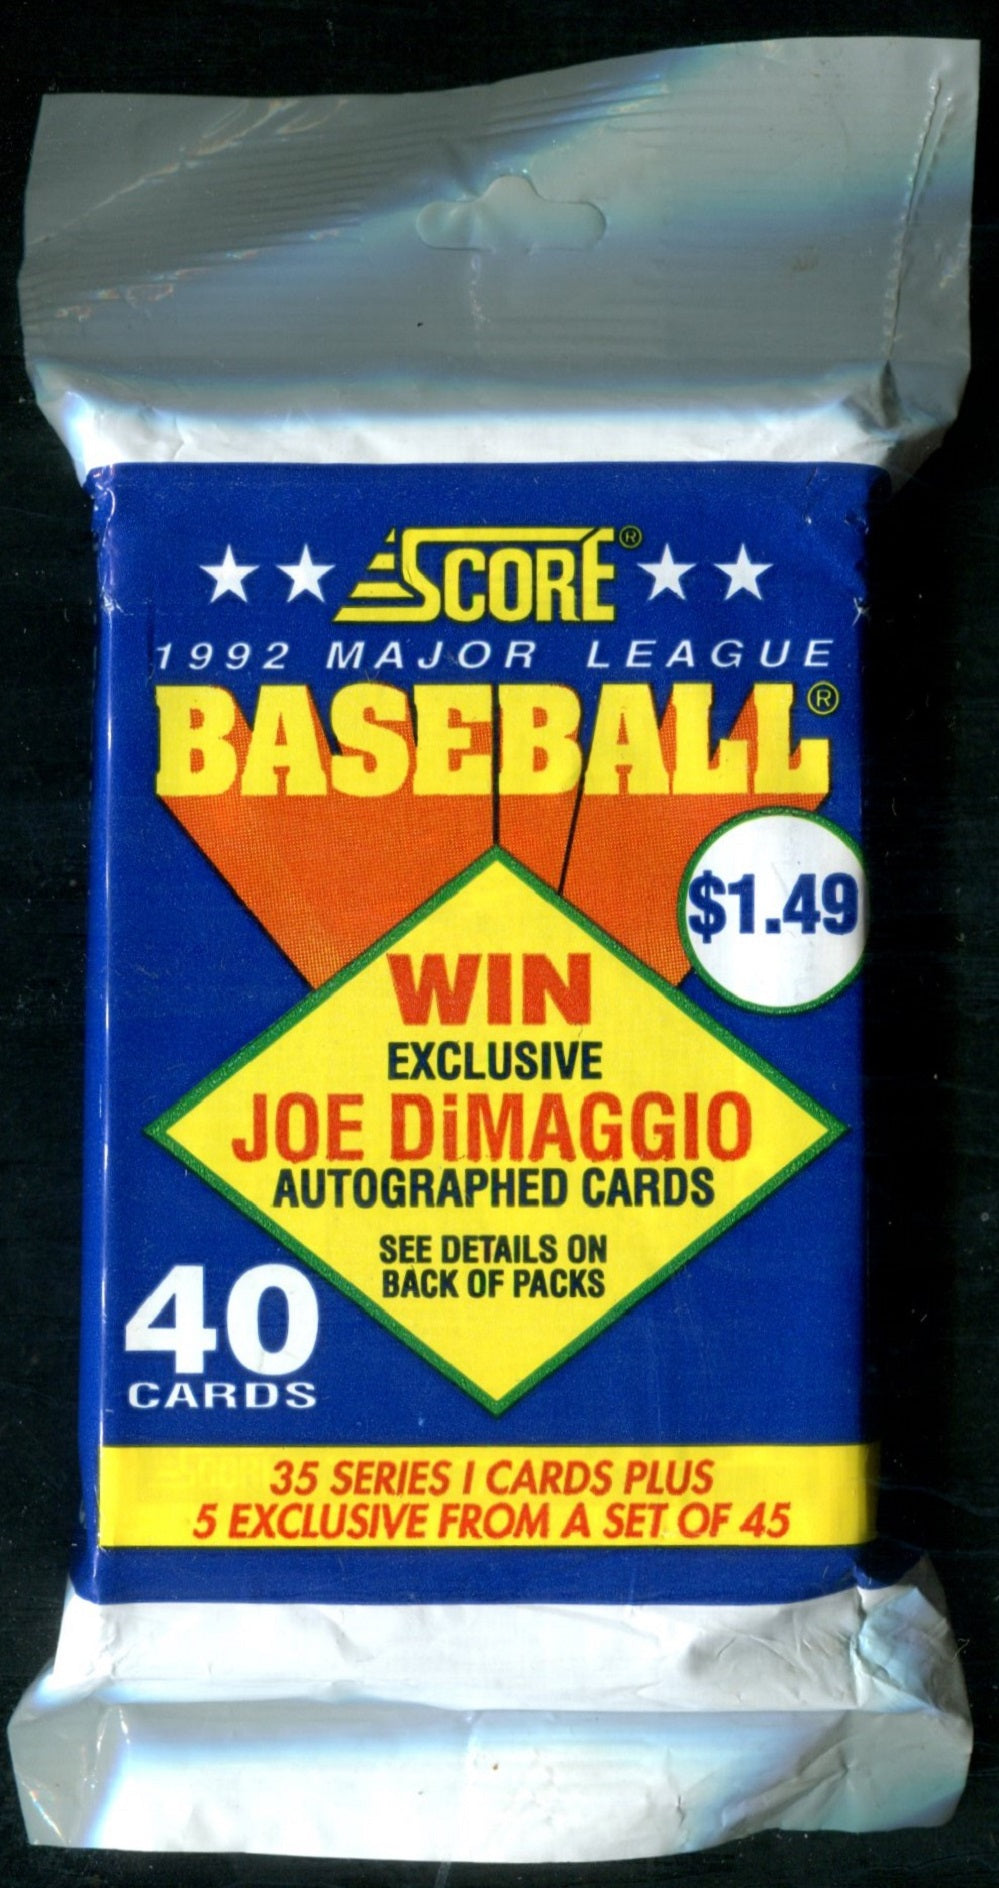 SCORE®
1992 MAJOR LEAGUE
BASEBALL®
$1.49
WIN
EXCLUSIVE
JOE DiMAGGIO
AUTOGRAPHED CARDS
SEE DETAILS ON
BACK OF PACKS
40
CARDS
35 SERIES I CARDS PLUS
5 EXCLUSIVE FROM A SET OF 45